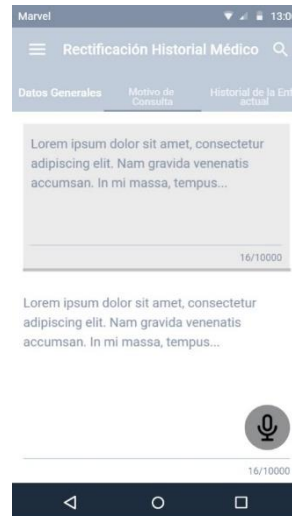 Marvel 13:0
Rectificación Historial Médico
Datos Generales Motivo de Historial de la Enf
Consulta actual
Lorem ipsum dolor sit amet, consectetur
adipiscing elit. Nam gravida venenatis
accumsan. In mi massa, tempus...
16/10000
Lorem ipsum dolor sit amet, consectetur
adipiscing elit. Nam gravida venenatis
accumsan. In mi massa, tempus...
16/10000